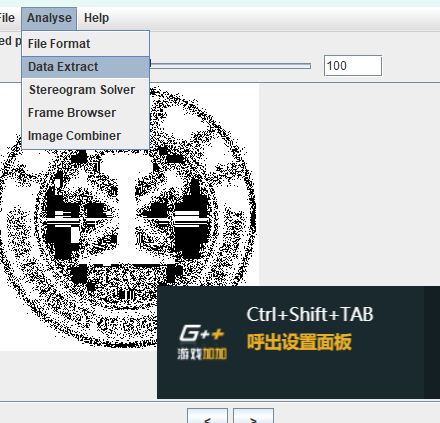 File Analyse Help
ed p
File Format
Data Extract
100
Stereogram Solver
Frame Browser
Image Combiner
Ctrl+Shift+TAB
G++
游戏加加
呼出设置面板
< >